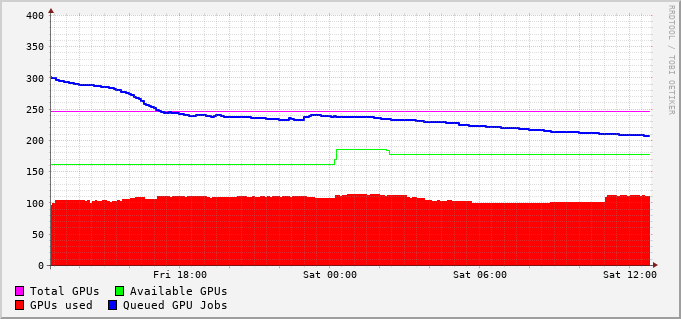 400
350
300
250
200
150
100
50
0
Fri 18:00 Sat 00:00 Sat 06:00 Sat 12:00
Total GPUs Available GPUs
GPUs used Queued GPU Jobs
RRDTOOL / TOBI OETIKER